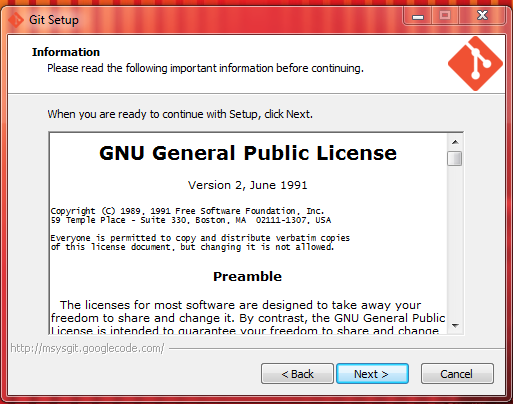 Git Setup
Information
Please read the following important information before continuing.
When you are ready to continue with Setup, click Next.
GNU General Public License
Version 2, June 1991
Copyright (C) 1989, 1991 Free Software Foundation, Inc.
59 Temple Place - Suite 330, Boston, MA  02111-1307, USA
Everyone is permitted to copy and distribute verbatim copies
of this license document, but changing it is not allowed.
Preamble
The licenses for most software are designed to take away your
freedom to share and change it. By contrast, the GNU General Public
License is intended to guarantee your freedom to share and change
http://msysgit.googlecode.com/
< Back
Next >
Cancel